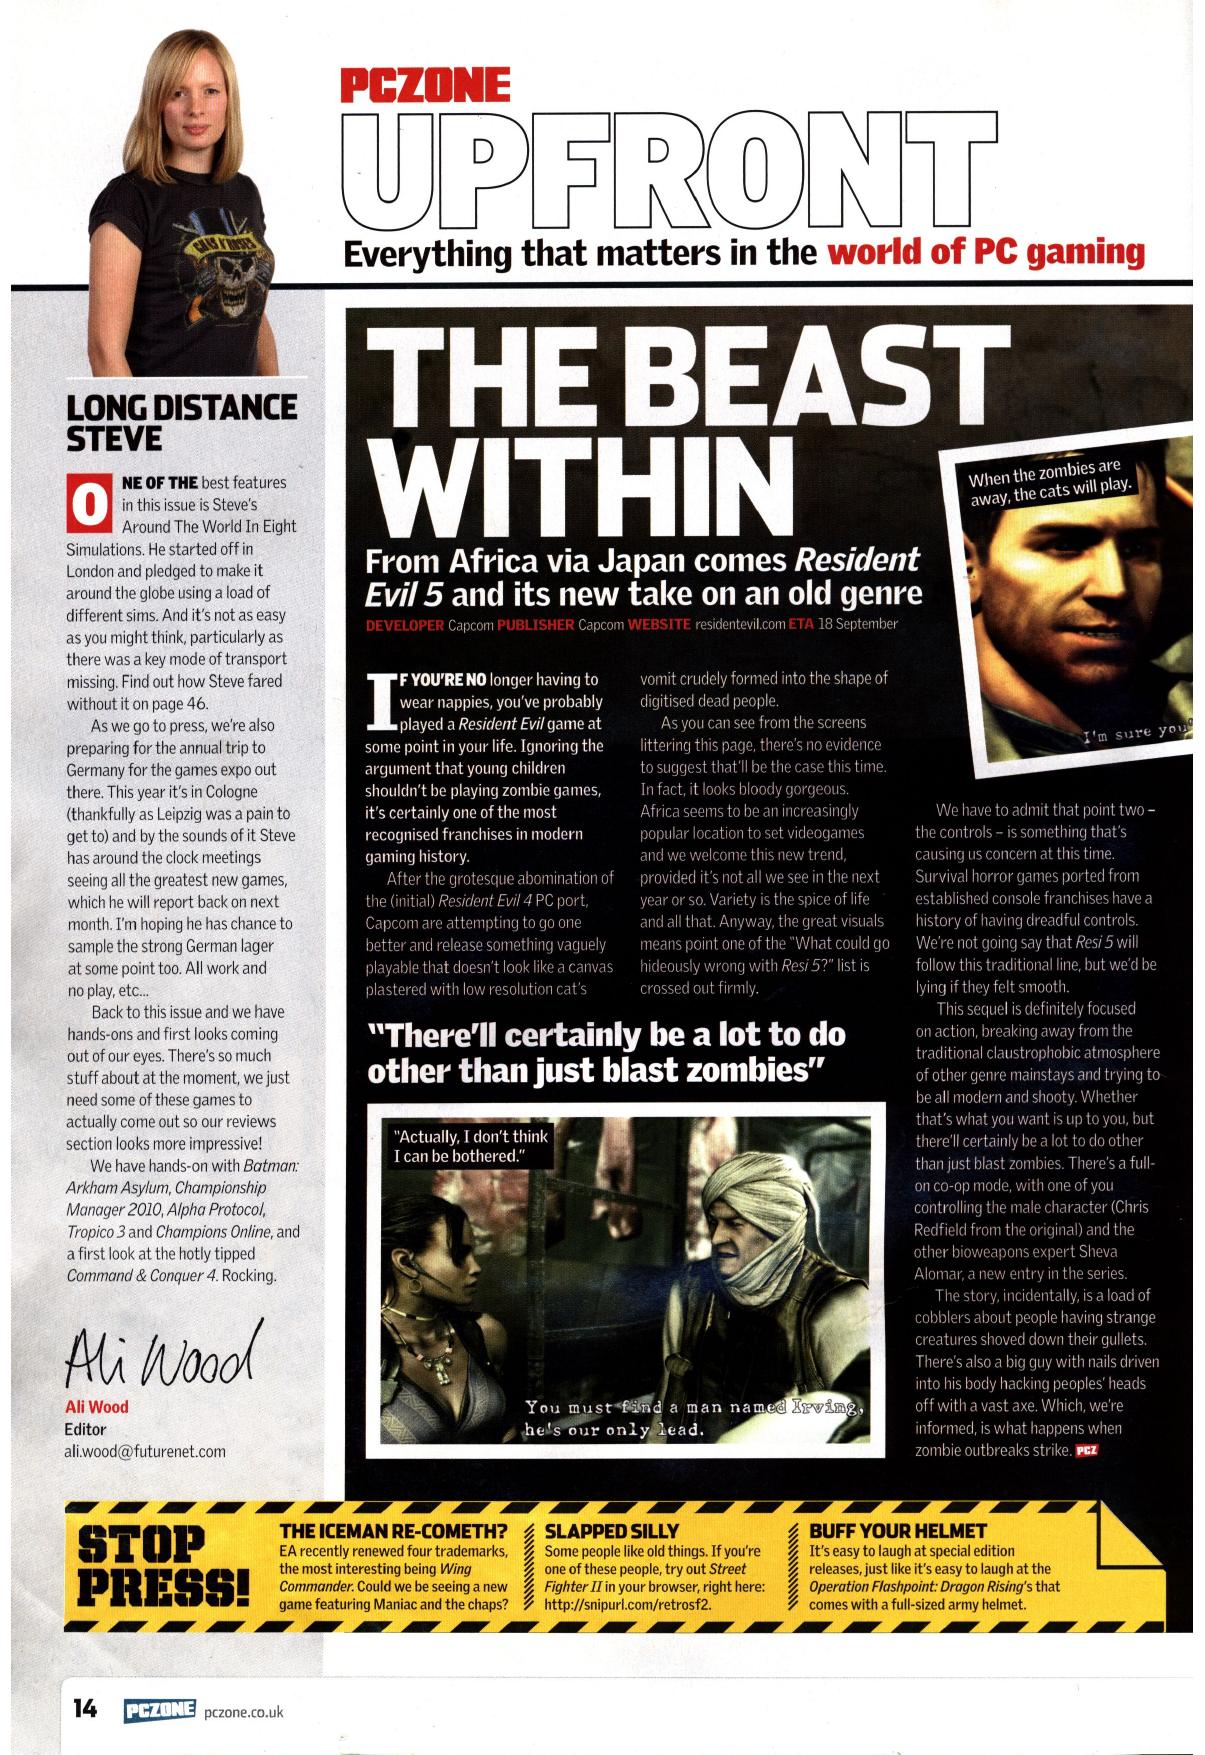 PCZONE
UPFRONT
Everything that matters in the world of PC gaming
LONG DISTANCE
STEVE
ONE OF THE best features
in this issue is Steve's
Around The World In Eight
Simulations. He started off in
London and pledged to make it
around the globe using a load of
different sims. And it's not as easy
as you might think, particularly as
there was a key mode of transport
missing. Find out how Steve fared
without it on page 46.
As we go to press, we're also
preparing for the annual trip to
Germany for the games expo out
there. This year it's in Cologne
(thankfully as Leipzig was a pain to
get to) and by the sounds of it Steve
has around the clock meetings
seeing all the greatest new games,
which he will report back on next
month. I'm hoping he has chance to
sample the strong German lager
at some point too. All work and
no play, etc...
Back to this issue and we have
hands-ons and first looks coming
out of our eyes. There's so much
stuff about at the moment, we just
need some of these games to
actually come out so our reviews
section looks more impressive!
We have hands-on with Batman:
Arkham Asylum, Championship
Manager 2010, Alpha Protocol,
Tropico 3 and Champions Online, and
a first look at the hotly tipped
Command & Conquer 4. Rocking.
Ali Wood
Ali Wood
Editor
ali.wood@futurenet.com
THE BEAST
WITHIN
From Africa via Japan comes Resident
Evil 5 and its new take on an old genre
DEVELOPER Capcom PUBLISHER Capcom WEBSITE residentevil.com ETA 18 September
IF YOU'RE NO longer having to
wear nappies, you've probably
played a Resident Evil game at
some point in your life. Ignoring the
argument that young children
shouldn't be playing zombie games,
it's certainly one of the most
recognised franchises in modern
gaming history.
After the grotesque abomination of
the (initial) Resident Evil 4 PC port,
Capcom are attempting to go one
better and release something vaguely
playable that doesn't look like a canvas
plastered with low resolution cat's
vomit crudely formed into the shape of
digitised dead people.
As you can see from the screens
littering this page, there's no evidence
to suggest that'll be the case this time.
In fact, it looks bloody gorgeous.
Africa seems to be an increasingly
popular location to set videogames
and we welcome this new trend,
provided it's not all we see in the next
year or so. Variety is the spice of life
and all that. Anyway, the great visuals
means point one of the "What could go
hideously wrong with Resi 5?" list is
crossed out firmly.
"There'll certainly be a lot to do
other than just blast zombies"
"Actually, I don't think
I can be bothered."
You must find a man named Irving,
he's our only lead.
When the zombies are
away, the cats will play.
I'm sure you
We have to admit that point two –
the controls – is something that's
causing us concern at this time.
Survival horror games ported from
established console franchises have a
history of having dreadful controls.
We're not going say that Resi 5 will
follow this traditional line, but we'd be
lying if they felt smooth.
This sequel is definitely focused
on action, breaking away from the
traditional claustrophobic atmosphere
of other genre mainstays and trying to
be all modern and shooty. Whether
that's what you want is up to you, but
there'll certainly be a lot to do other
than just blast zombies. There's a full-
on co-op mode, with one of you
controlling the male character (Chris
Redfield from the original) and the
other bioweapons expert Sheva
Alomar, a new entry in the series.
The story, incidentally, is a load of
cobblers about people having strange
creatures shoved down their gullets.
There's also a big guy with nails driven
into his body hacking peoples' heads
off with a vast axe. Which, we're
informed, is what happens when
zombie outbreaks strike. PCZ
STOP
PRESS!
THE ICEMAN RE-COMETH?
EA recently renewed four trademarks,
the most interesting being Wing
Commander. Could we be seeing a new
game featuring Maniac and the chaps?
SLAPPED SILLY
Some people like old things. If you're
one of these people, try out Street
Fighter II in your browser, right here:
http://snipurl.com/retrosf2.
BUFF YOUR HELMET
It's easy to laugh at special edition
releases, just like it's easy to laugh at the
Operation Flashpoint: Dragon Rising's that
comes with a full-sized army helmet.
14 PCZONE pczone.co.uk